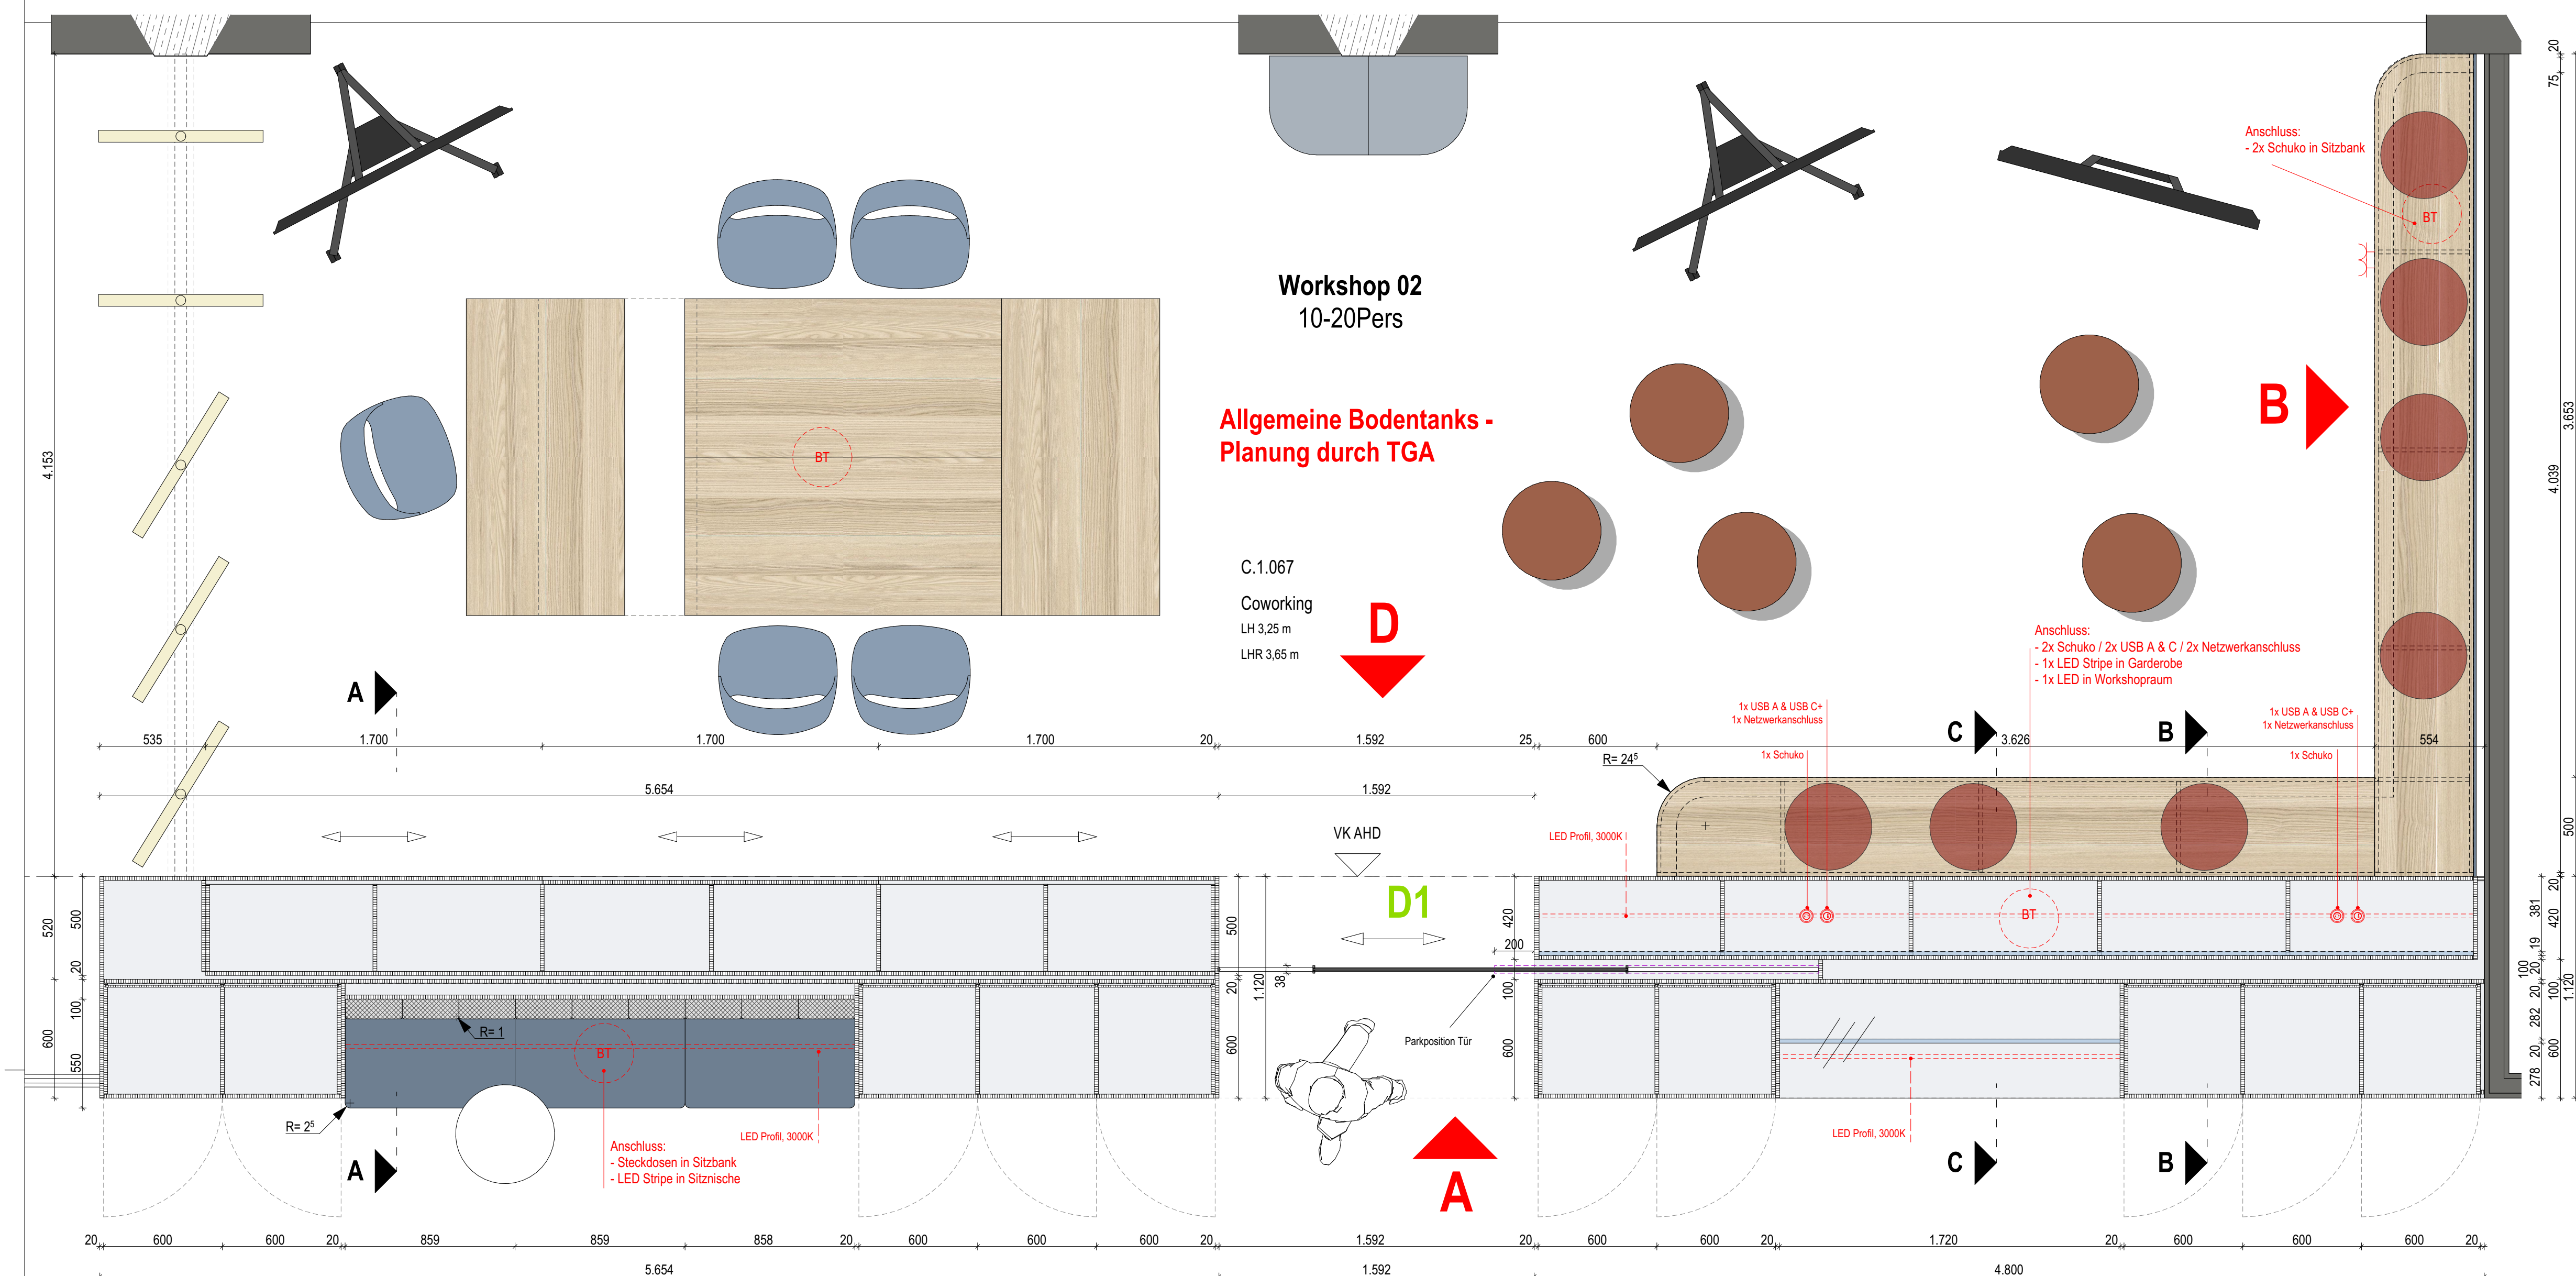 20
75
Anschluss:
- 2x Schuko in Sitzbank
BT
Workshop 02
10-20Pers
B
Allgemeine Bodentanks -
Planung durch TGA
3.653
4.153
BT
4.039
C.1.067
Coworking
LH 3,25 m
LHR 3,65 m
D
Anschluss:
- 2x Schuko / 2x USB A & C / 2x Netzwerkanschluss
- 1x LED Stripe in Garderobe
- 1x LED in Workshopraum
A
1x USB A & USB C+
1x Netzwerkanschluss
1x USB A & USB C+
1x Netzwerkanschluss
C
B
535
1.700
1.700
1.700
20
1.592
25
600
3.626
554
1x Schuko
1x Schuko
R= 24⁵
5.654
1.592
VK AHD
LED Profil, 3000K
500
D1
520
500
20
500
420
200
BT
20
381
420
19
100
20
1.120
38
20
1.120
100
600
100
550
R= 1
BT
600
100
600
Parkposition Tür
20
100
282
20
600
278
R= 2⁵
LED Profil, 3000K
LED Profil, 3000K
Anschluss:
- Steckdosen in Sitzbank
- LED Stripe in Sitznische
A
A
C
B
20
600
600
20
859
859
858
20
600
600
600
20
1.592
20
600
600
20
1.720
20
600
600
600
20
5.654
1.592
4.800